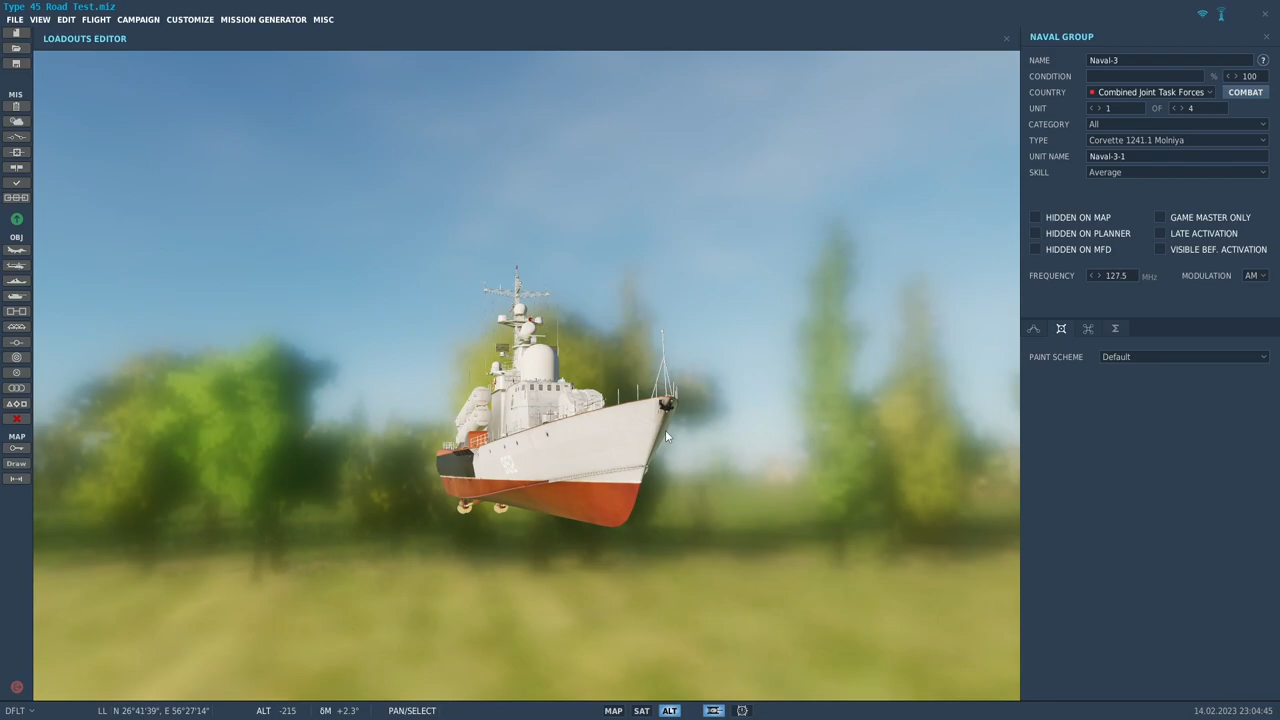 Type 45 Road Test.miz
FILE VIEW EDIT FLIGHT CAMPAIGN CUSTOMIZE MISSION GENERATOR MISC
LOADOUTS EDITOR
MIS
OBJ
MAP
Draw
NAVAL GROUP
NAME Naval-3 ?
CONDITION % < > 100
COUNTRY Combined Joint Task Forces COMBAT
UNIT < > 1 OF < > 4
CATEGORY All
TYPE Corvette 1241.1 Molniya
UNIT NAME Naval-3-1
SKILL Average
HIDDEN ON MAP GAME MASTER ONLY
HIDDEN ON PLANNER LATE ACTIVATION
HIDDEN ON MFD VISIBLE BEF. ACTIVATION
FREQUENCY < > 127.5 MHz MODULATION AM
Σ
PAINT SCHEME Default
DFLT LL N 26°41'39", E 56°27'14" ALT -215 δM +2.3° PAN/SELECT MAP SAT ALT 14.02.2023 23:04:45